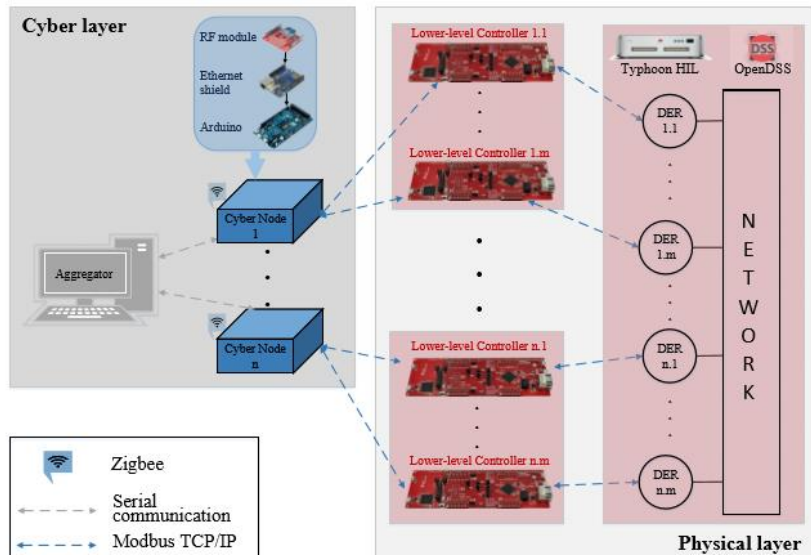 Cyber layer
RF module
Ethernet
shield
Arduino
Cyber Node
1
Aggregator
Cyber Node
n
Zigbee
Serial
communication
Modbus TCP/IP
Lower-level Controller 1.1
Lower-level Controller 1.m
Lower-level Controller n.1
Lower-level Controller n.m
DSS
Typhoon HIL
OpenDSS
DER
1.1
DER
1.m
DER
n.1
DER
n.m
NETWORK
Physical layer